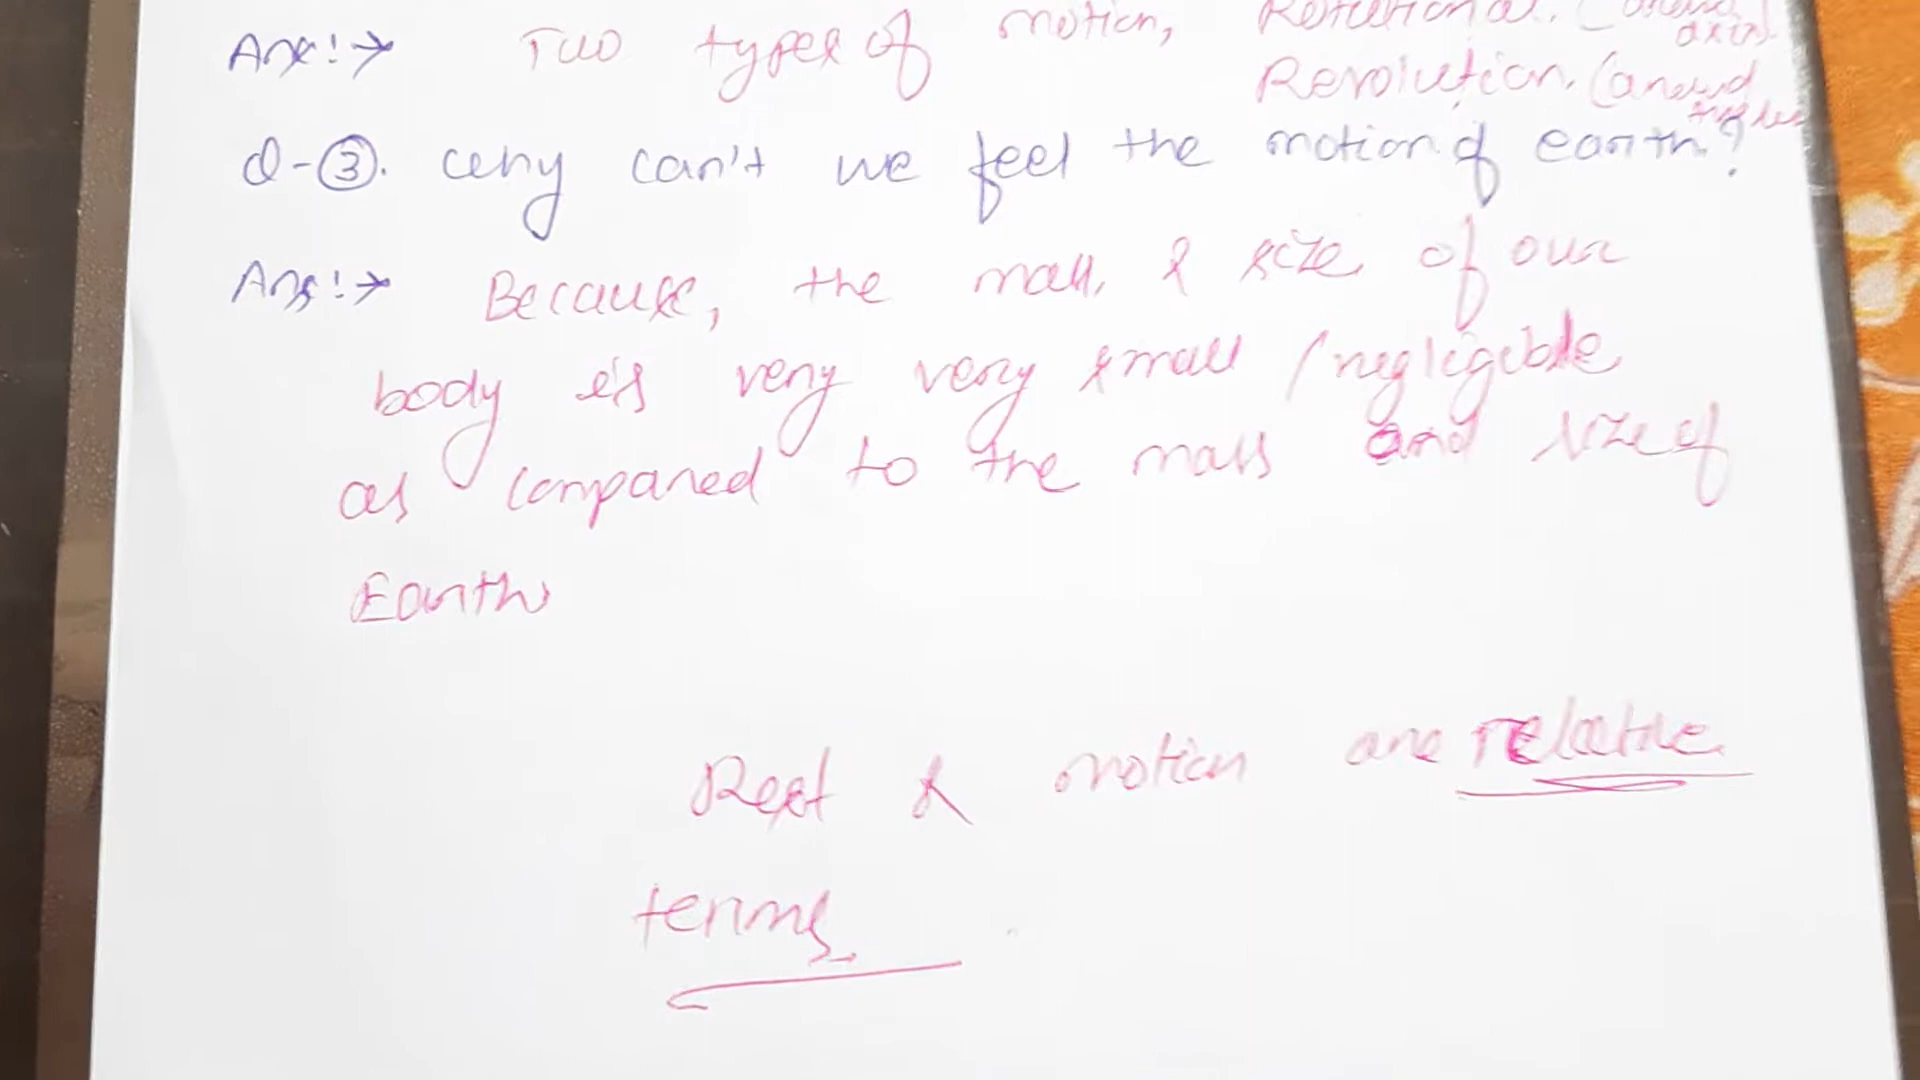 Ans:→ Two types of motion, Rotational. (around axis)
Revolution. (around
Q-③. Why can't we feel the motion of earth?
Ans:→ Because, the mass & size of our
body is very very small / negligible
as compared to the mass and size of
Earth
Rest & motion are relative
terms